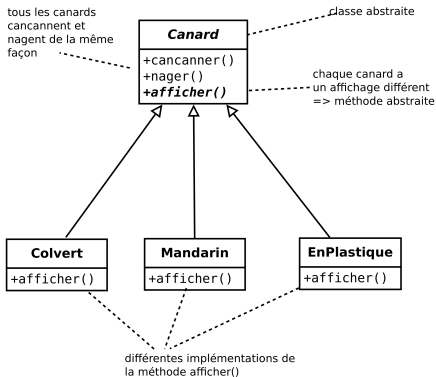 tous les canards
cancannent et
nagent de la même
façon
Canard
+cancanner()
+nager()
+afficher()
classe abstraite
chaque canard a
un affichage différent
=> méthode abstraite
Colvert
+afficher()
Mandarin
+afficher()
EnPlastique
+afficher()
différentes implémentations de
la méthode afficher()